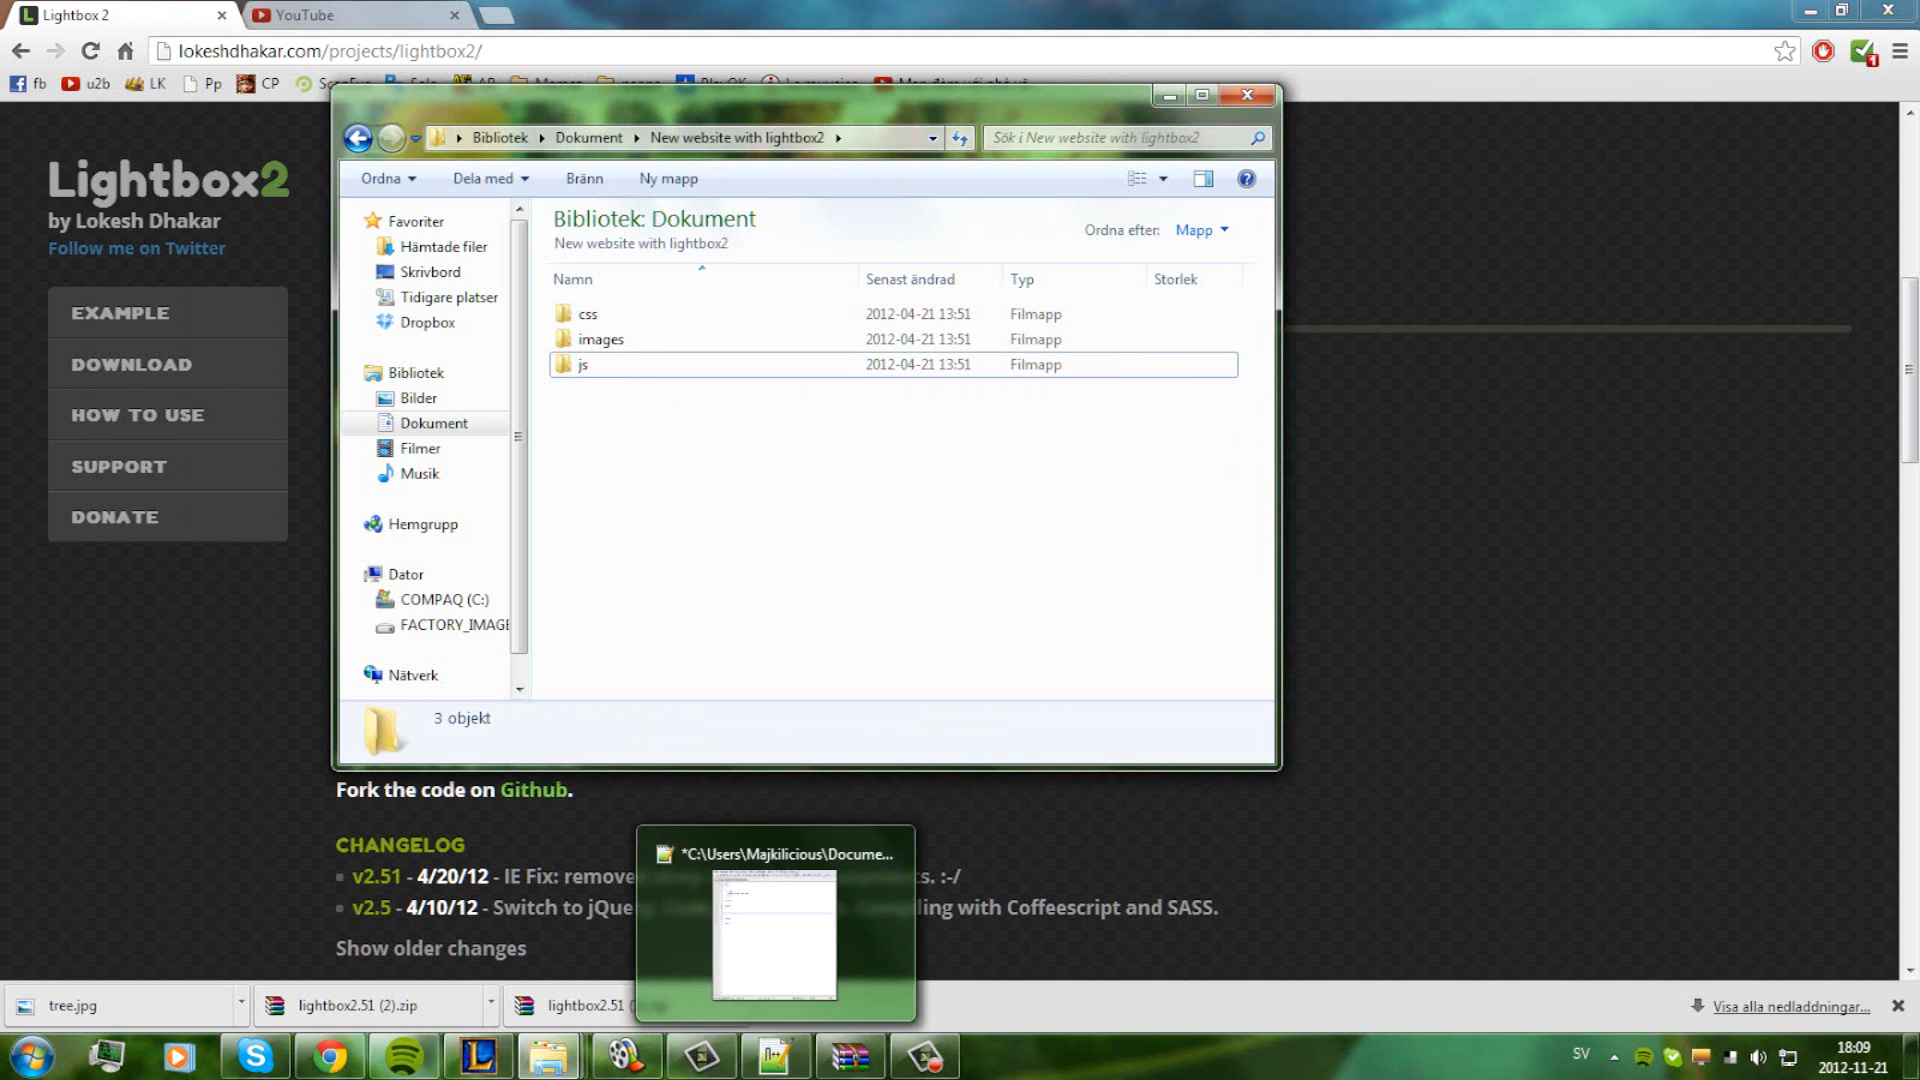 Lightbox 2
YouTube
lokeshdhakar.com/projects/lightbox2/
fb
u2b
LK
Pp
CP
Lightbox2
by Lokesh Dhakar
Follow me on Twitter
EXAMPLE
DOWNLOAD
HOW TO USE
SUPPORT
DONATE
Bibliotek
Dokument
New website with lightbox2
Sök i New website with lightbox2
Ordna
Dela med
Bränn
Ny mapp
Favoriter
Hämtade filer
Skrivbord
Tidigare platser
Dropbox
Bibliotek
Bilder
Dokument
Filmer
Musik
Hemgrupp
Dator
COMPAQ (C:)
FACTORY_IMAGE
Nätverk
Bibliotek: Dokument
New website with lightbox2
Ordna efter: Mapp
Namn Senast ändrad Typ Storlek
css 2012-04-21 13:51 Filmapp
images 2012-04-21 13:51 Filmapp
js 2012-04-21 13:51 Filmapp
3 objekt
Fork the code on Github.
CHANGELOG
v2.51 - 4/20/12 - IE Fix: removed s. :-/
v2.5 - 4/10/12 - Switch to jQue ling with Coffeescript and SASS.
Show older changes
*C:\Users\Majkilicious\Docume...
tree.jpg
lightbox2.51 (2).zip
lightbox2.51
Visa alla nedladdningar...
SV
18:09
2012-11-21